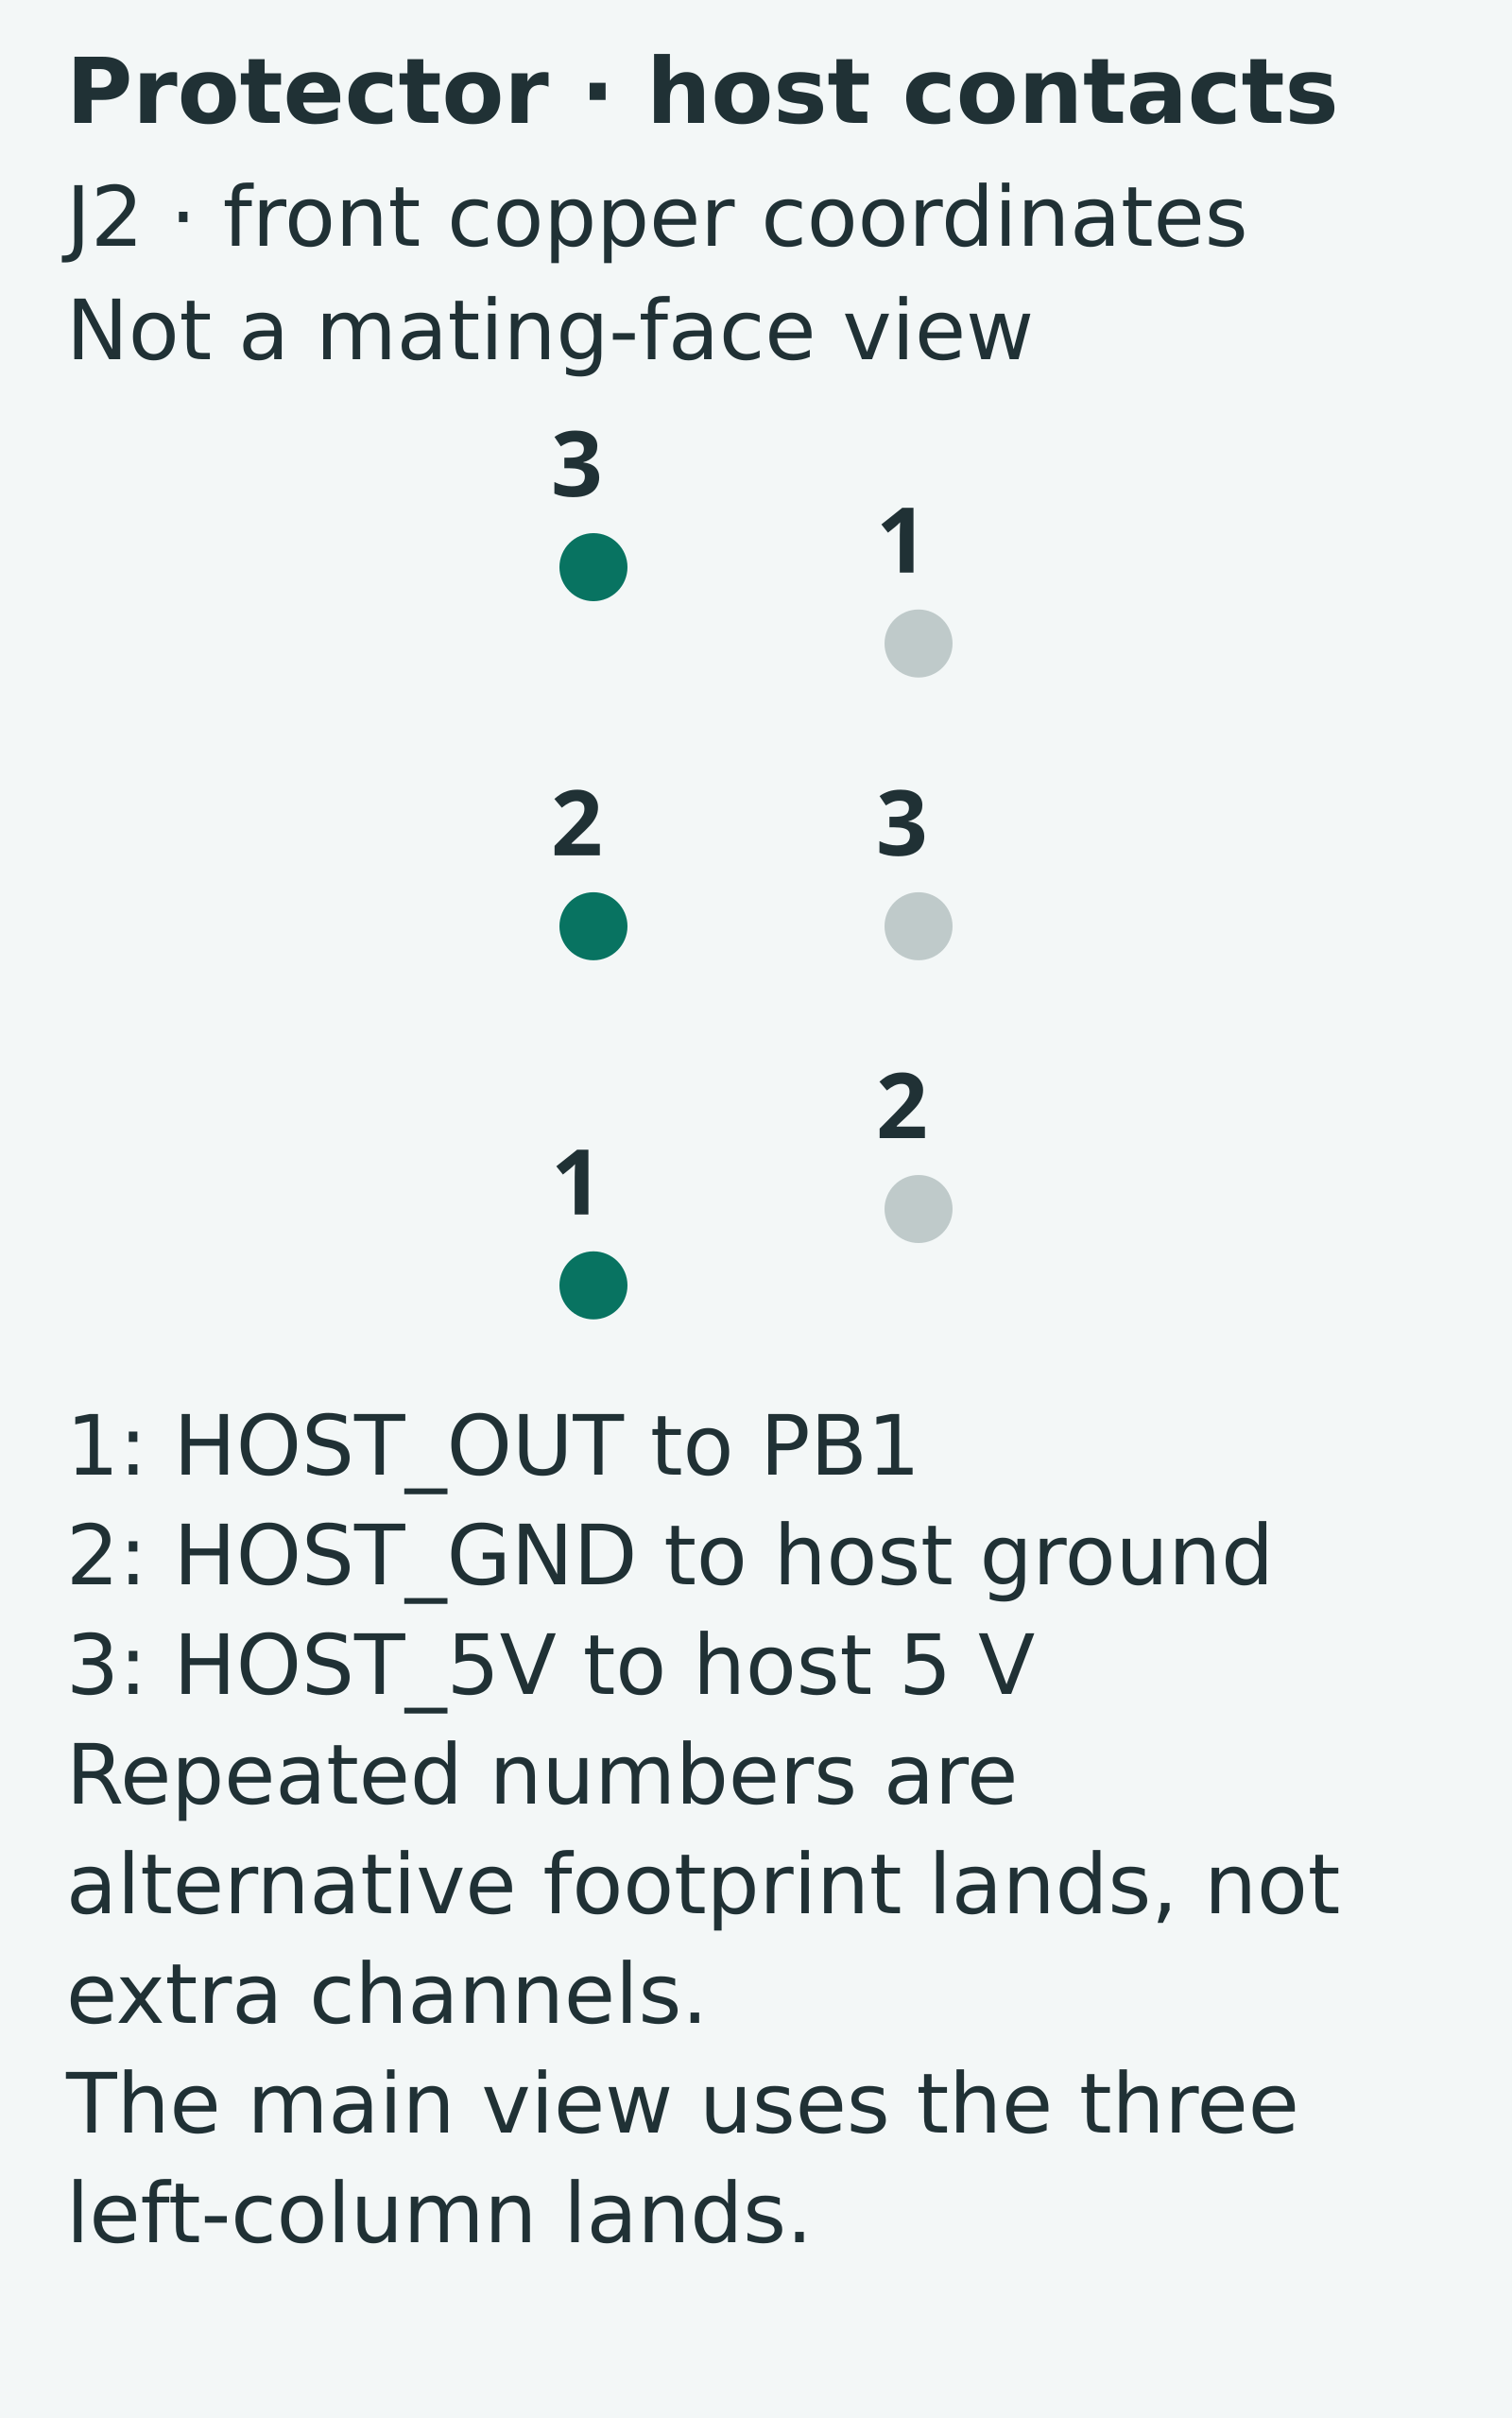 Protector · host contacts
J2 · front copper coordinates
Not a mating-face view
3
1
2
3
2
1
1: HOST_OUT to PB1
2: HOST_GND to host ground
3: HOST_5V to host 5 V
Repeated numbers are
alternative footprint lands, not
extra channels.
The main view uses the three
left-column lands.